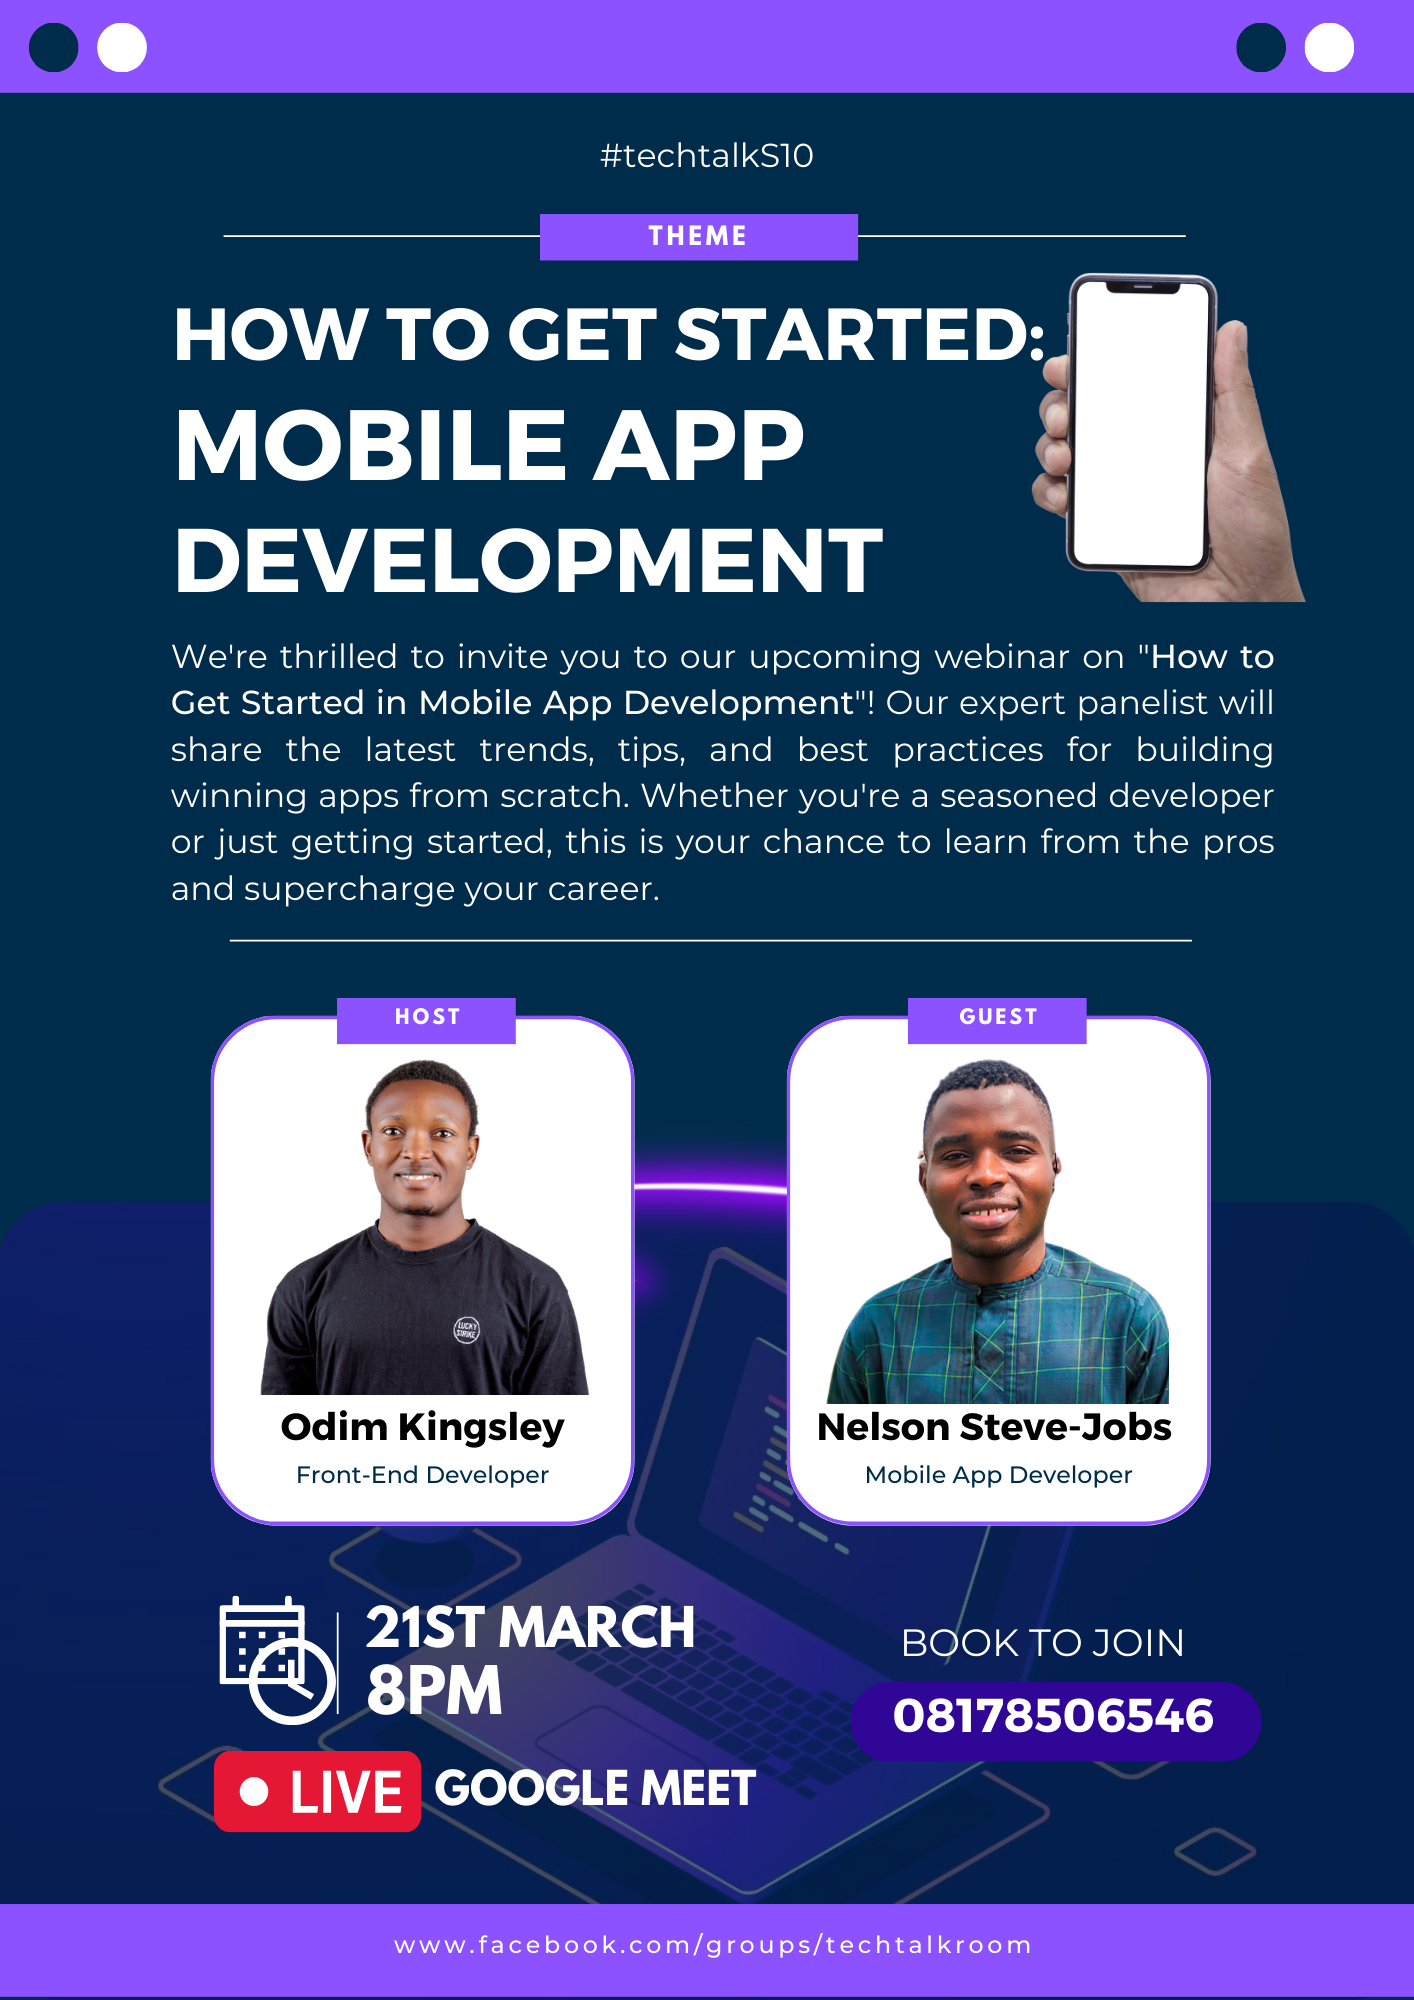 #techtalkS10
THEME
HOW TO GET STARTED:
MOBILE APP
DEVELOPMENT
We're thrilled to invite you to our upcoming webinar on "How to
Get Started in Mobile App Development"! Our expert panelist will
share the latest trends, tips, and best practices for building
winning apps from scratch. Whether you're a seasoned developer
or just getting started, this is your chance to learn from the pros
and supercharge your career.
HOST
LUCKY
STRIKE
Odim Kingsley
Front-End Developer
GUEST
Nelson Steve-Jobs
Mobile App Developer
21ST MARCH
8PM
LIVE GOOGLE MEET
BOOK TO JOIN
08178506546
www.facebook.com/groups/techtalkroom